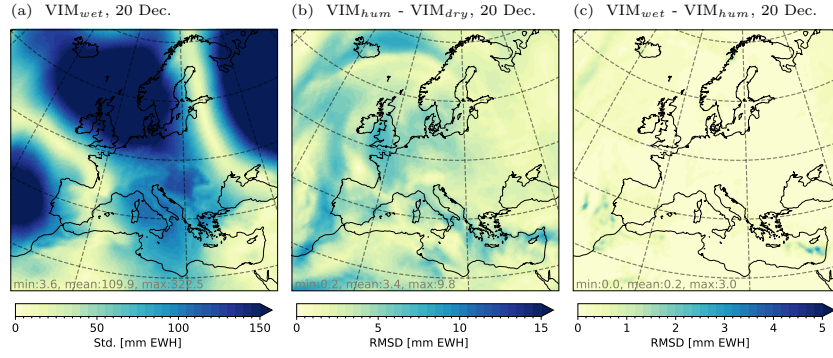 (a) VIMwet, 20 Dec.
(b) VIMhum - VIMdry, 20 Dec.
(c) VIMwet - VIMhum, 20 Dec.
min:3.6, mean:109.9, max:322.5
min:0.2, mean:3.4, max:9.8
min:0.0, mean:0.2, max:3.0
0 50 100 150
Std. [mm EWH]
0 5 10 15
RMSD [mm EWH]
0 1 2 3 4 5
RMSD [mm EWH]